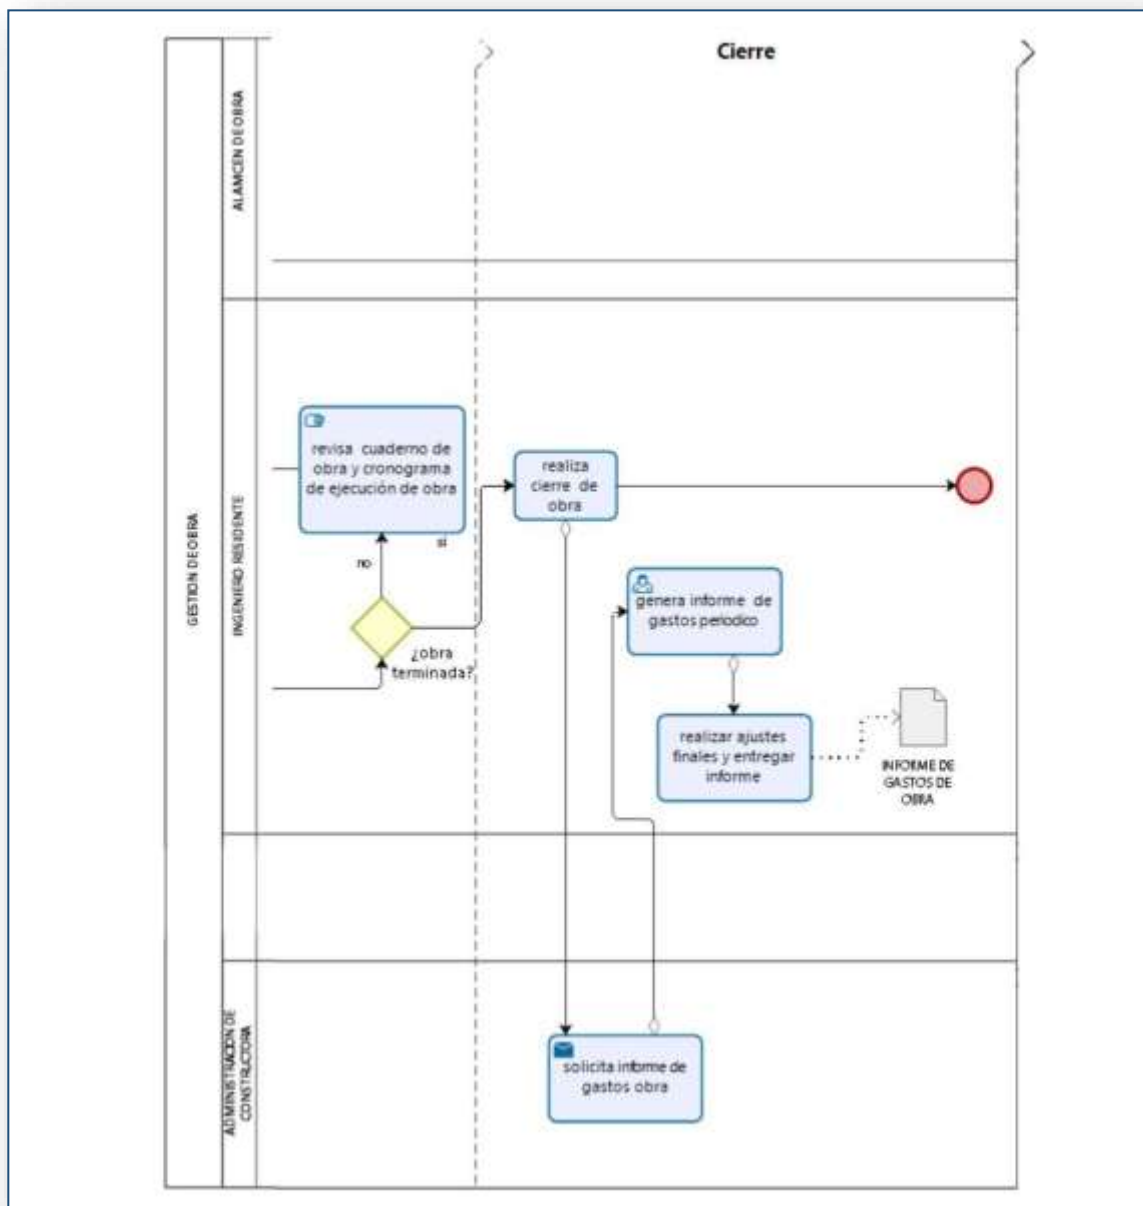 Cierre
GESTION DE OBRA
ALAMCEN DE OBRA
INGENIERO RESIDENTE
revisa cuaderno de
obra y cronograma
de ejecución de obra
no
si
¿obra
terminada?
realiza
cierre de
obra
genera informe de
gastos periodico
realizar ajustes
finales y entregar
informe
INFORME DE
GASTOS DE
OBRA
ADMINISTRACION DE
CONSTRUCTORA
solicita informe de
gastos obra